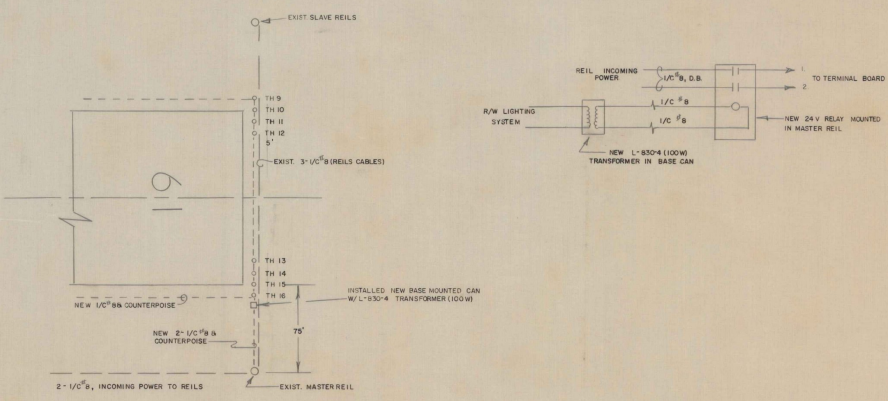 EXIST. SLAVE REILS
TH 9
TH 10
TH 11
TH 12
5'
EXIST. 3-1/C #8 (REILS CABLES)
19
TH 13
TH 14
TH 15
TH 16
INSTALLED NEW BASE MOUNTED CAN
W/ L-830-4 TRANSFORMER (100W)
NEW 1/C #8& COUNTERPOISE
75'
NEW 2-1/C #8 &
COUNTERPOISE
2-1/C #8, INCOMING POWER TO REILS
EXIST. MASTER REIL
REIL INCOMING
POWER
1/C #8, D.B.
1.
2.
TO TERMINAL BOARD
1/C #8
1/C #8
R/W LIGHTING
SYSTEM
NEW 24 V RELAY MOUNTED
IN MASTER REIL
NEW L-830-4 (100W)
TRANSFORMER IN BASE CAN